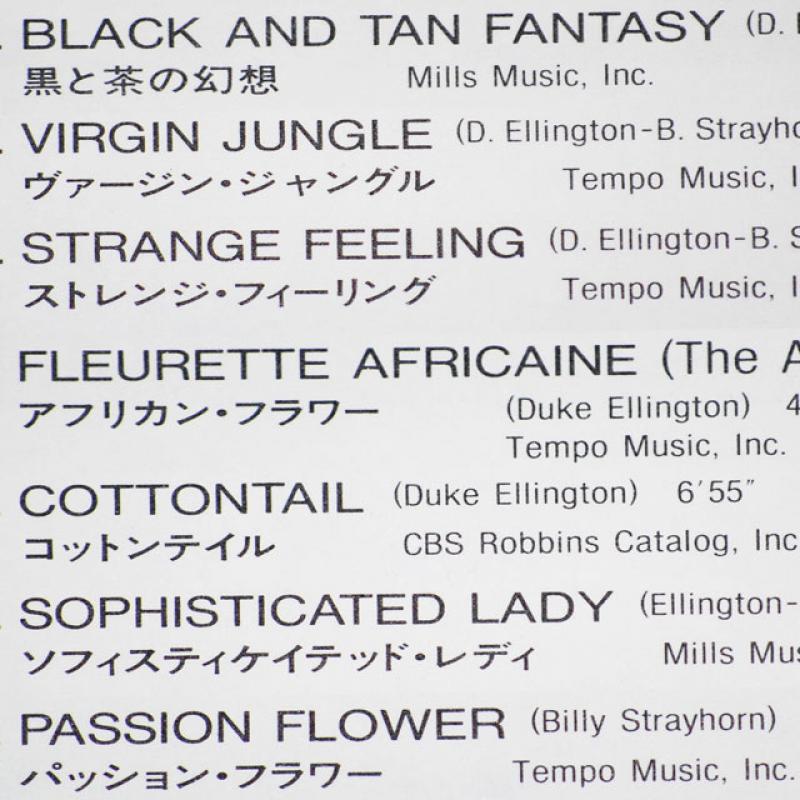 BLACK AND TAN FANTASY (D.
黒と茶の幻想 Mills Music, Inc.
VIRGIN JUNGLE (D. Ellington-B.
ヴァージン・ジャングル Tempo Music,
STRANGE FEELING (D. Ellington-B.
ストレンジ・フィーリング Tempo Music,
FLEURETTE AFRICAINE (The
アフリカン・フラワー (Duke Ellington) 4
Tempo Music, Inc.
COTTONTAIL (Duke Ellington) 6'55"
コットンテイル CBS Robbins Catalog, Inc
SOPHISTICATED LADY (Ellington-
ソフィスティケイテッド・レディ Mills
PASSION FLOWER (Billy Strayhorn)
パッション・フラワー Tempo Music, Inc.